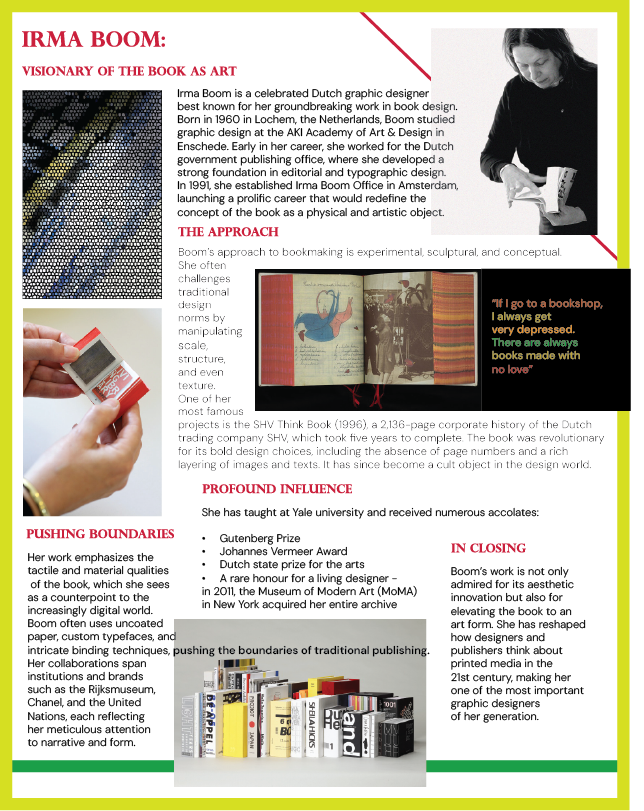 IRMA BOOM:
VISIONARY OF THE BOOK AS ART
Irma Boom is a celebrated Dutch graphic designer
best known for her groundbreaking work in book design.
Born in 1960 in Lochem, the Netherlands, Boom studied
graphic design at the AKI Academy of Art & Design in
Enschede. Early in her career, she worked for the Dutch
government publishing office, where she developed a
strong foundation in editorial and typographic design.
In 1991, she established Irma Boom Office in Amsterdam,
launching a prolific career that would redefine the
concept of the book as a physical and artistic object.
THE APPROACH
Boom's approach to bookmaking is experimental, sculptural, and conceptual.
She often
challenges
traditional
design
norms by
manipulating
scale,
structure,
and even
texture.
One of her
most famous
projects is the SHV Think Book (1996), a 2,136-page corporate history of the Dutch
trading company SHV, which took five years to complete. The book was revolutionary
for its bold design choices, including the absence of page numbers and a rich
layering of images and texts. It has since become a cult object in the design world.
"If I go to a bookshop,
I always get
very depressed.
There are always
books made with
no love"
PROFOUND INFLUENCE
She has taught at Yale university and received numerous accolates:
• Gutenberg Prize
• Johannes Vermeer Award
• Dutch state prize for the arts
• A rare honour for a living designer -
in 2011, the Museum of Modern Art (MoMA)
in New York acquired her entire archive
PUSHING BOUNDARIES
Her work emphasizes the
tactile and material qualities
of the book, which she sees
as a counterpoint to the
increasingly digital world.
Boom often uses uncoated
paper, custom typefaces, and
intricate binding techniques, pushing the boundaries of traditional publishing.
Her collaborations span
institutions and brands
such as the Rijksmuseum,
Chanel, and the United
Nations, each reflecting
her meticulous attention
to narrative and form.
IN CLOSING
Boom's work is not only
admired for its aesthetic
innovation but also for
elevating the book to an
art form. She has reshaped
how designers and
publishers think about
printed media in the
21st century, making her
one of the most important
graphic designers
of her generation.